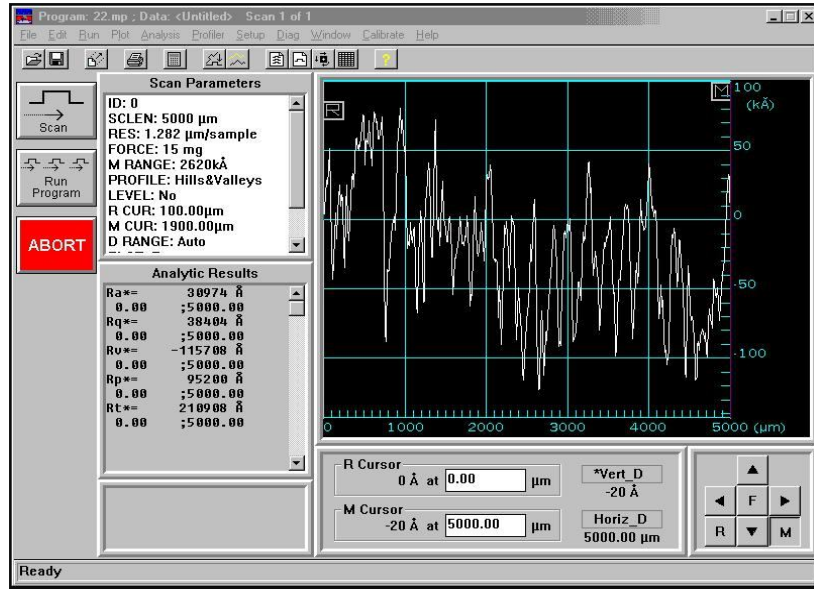 Program: 22.mp ; Data: <Untitled> Scan 1 of 1
File Edit Run Plot Analysis Profiler Setup Diag Window Calibrate Help
Scan
Run
Program
ABORT
Scan Parameters
ID: 0
SCLEN: 5000 µm
RES: 1.282 µm/sample
FORCE: 15 mg
M RANGE: 2620kÅ
PROFILE: Hills&Valleys
LEVEL: No
R CUR: 100.00µm
M CUR: 1900.00µm
D RANGE: Auto
Analytic Results
Ra*= 30974 Å
0.00 ;5000.00
Rq*= 38404 Å
0.00 ;5000.00
Rv*= -115708 Å
0.00 ;5000.00
Rp*= 95200 Å
0.00 ;5000.00
Rt*= 210908 Å
0.00 ;5000.00
R
M
100
(kÅ)
50
0
-50
-100
0 1000 2000 3000 4000 5000 (µm)
R Cursor
0 Å at 0.00 µm
M Cursor
-20 Å at 5000.00 µm
*Vert_D
-20 Å
Horiz_D
5000.00 µm
F
R
M
Ready